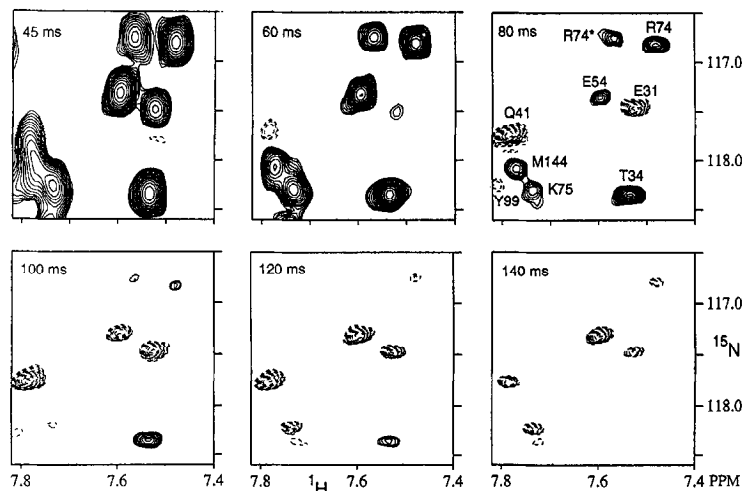 45 ms
60 ms
80 ms
R74*
R74
E54
E31
Q41
M144
K75
Y99
T34
117.0
118.0
100 ms
120 ms
140 ms
117.0
15N
118.0
7.8 7.6 7.4
7.8 1H 7.6 7.4
7.8 7.6 7.4 PPM